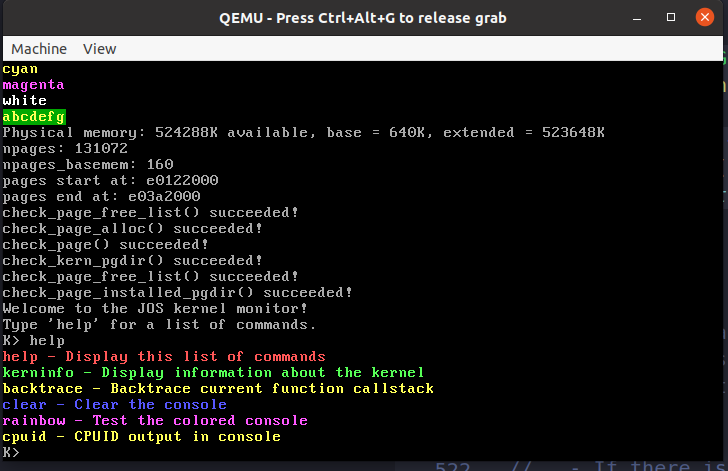 QEMU - Press Ctrl+Alt+G to release grab
Machine View
cyan
magenta
white
abcdefg
Physical memory: 524288K available, base = 640K, extended = 523648K
npages: 131072
npages_basemem: 160
pages start at: e0122000
pages end at: e03a2000
check_page_free_list() succeeded!
check_page_alloc() succeeded!
check_page() succeeded!
check_kern_pgdir() succeeded!
check_page_free_list() succeeded!
check_page_installed_pgdir() succeeded!
Welcome to the JOS kernel monitor!
Type 'help' for a list of commands.
K> help
help - Display this list of commands
kerninfo - Display information about the kernel
backtrace - Backtrace current function callstack
clear - Clear the console
rainbow - Test the colored console
cpuid - CPUID output in console
K>
522 // - If there is